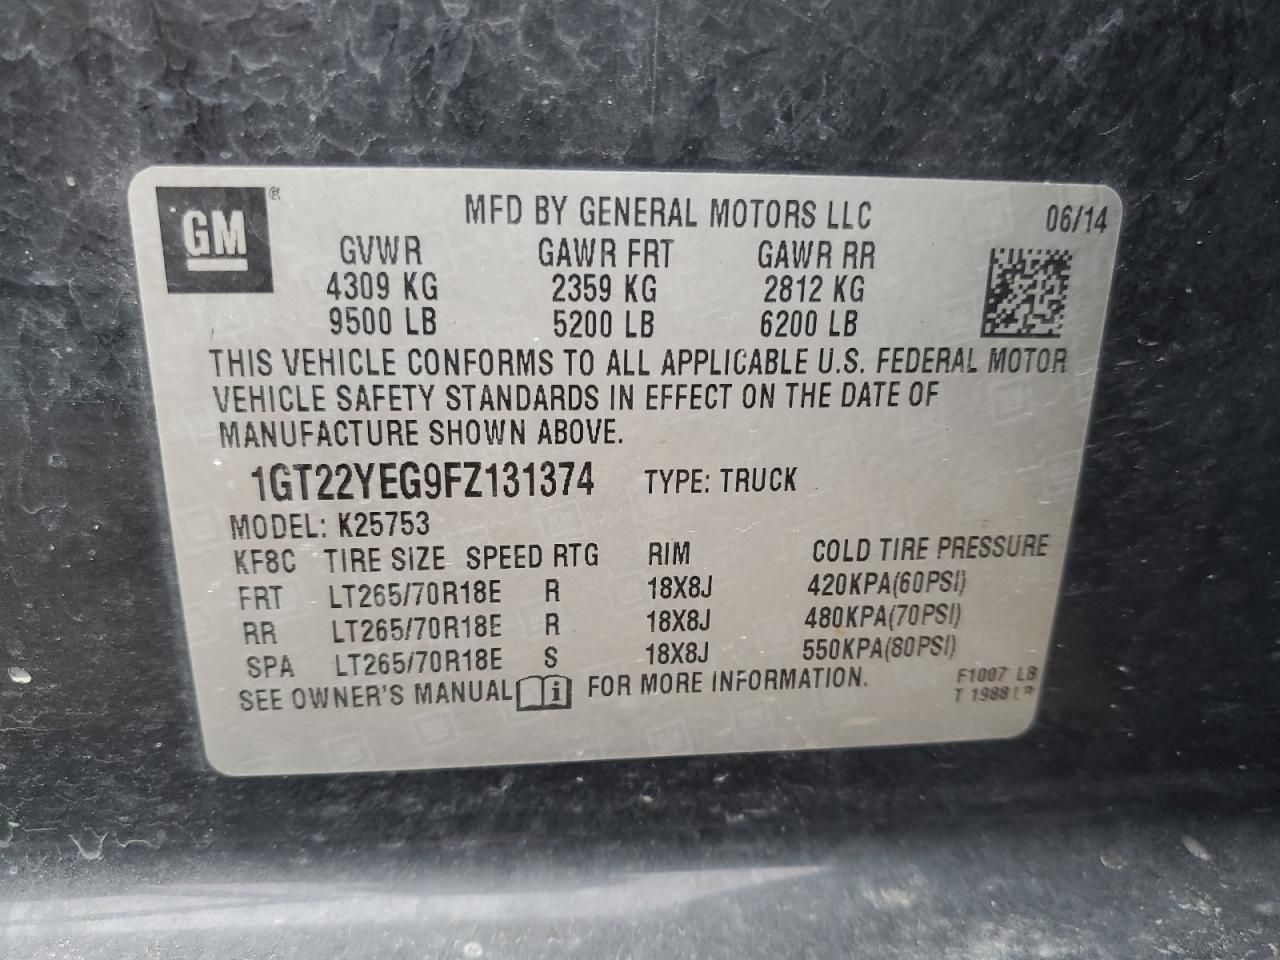 GM ®
MFD BY GENERAL MOTORS LLC 06/14
GVWR GAWR FRT GAWR RR
4309 KG 2359 KG 2812 KG
9500 LB 5200 LB 6200 LB
THIS VEHICLE CONFORMS TO ALL APPLICABLE U.S. FEDERAL MOTOR
VEHICLE SAFETY STANDARDS IN EFFECT ON THE DATE OF
MANUFACTURE SHOWN ABOVE.
1GT22YEG9FZ131374 TYPE: TRUCK
MODEL: K25753
KF8C TIRE SIZE SPEED RTG RIM COLD TIRE PRESSURE
FRT LT265/70R18E R 18X8J 420KPA(60PSI)
RR LT265/70R18E R 18X8J 480KPA(70PSI)
SPA LT265/70R18E S 18X8J 550KPA(80PSI)
SEE OWNER'S MANUAL i FOR MORE INFORMATION.
F1007 LB
T 1988 LB